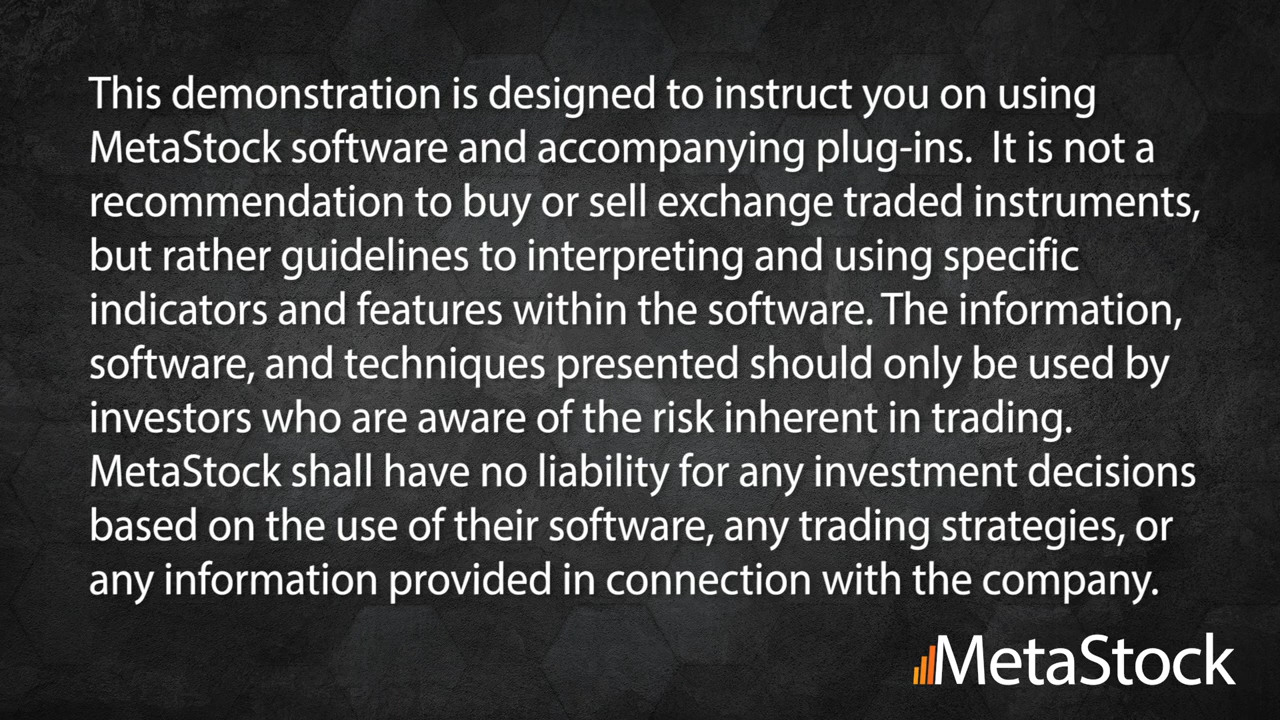 This demonstration is designed to instruct you on using
MetaStock software and accompanying plug-ins.  It is not a
recommendation to buy or sell exchange traded instruments,
but rather guidelines to interpreting and using specific
indicators and features within the software. The information,
software, and techniques presented should only be used by
investors who are aware of the risk inherent in trading.
MetaStock shall have no liability for any investment decisions
based on the use of their software, any trading strategies, or
any information provided in connection with the company.
MetaStock